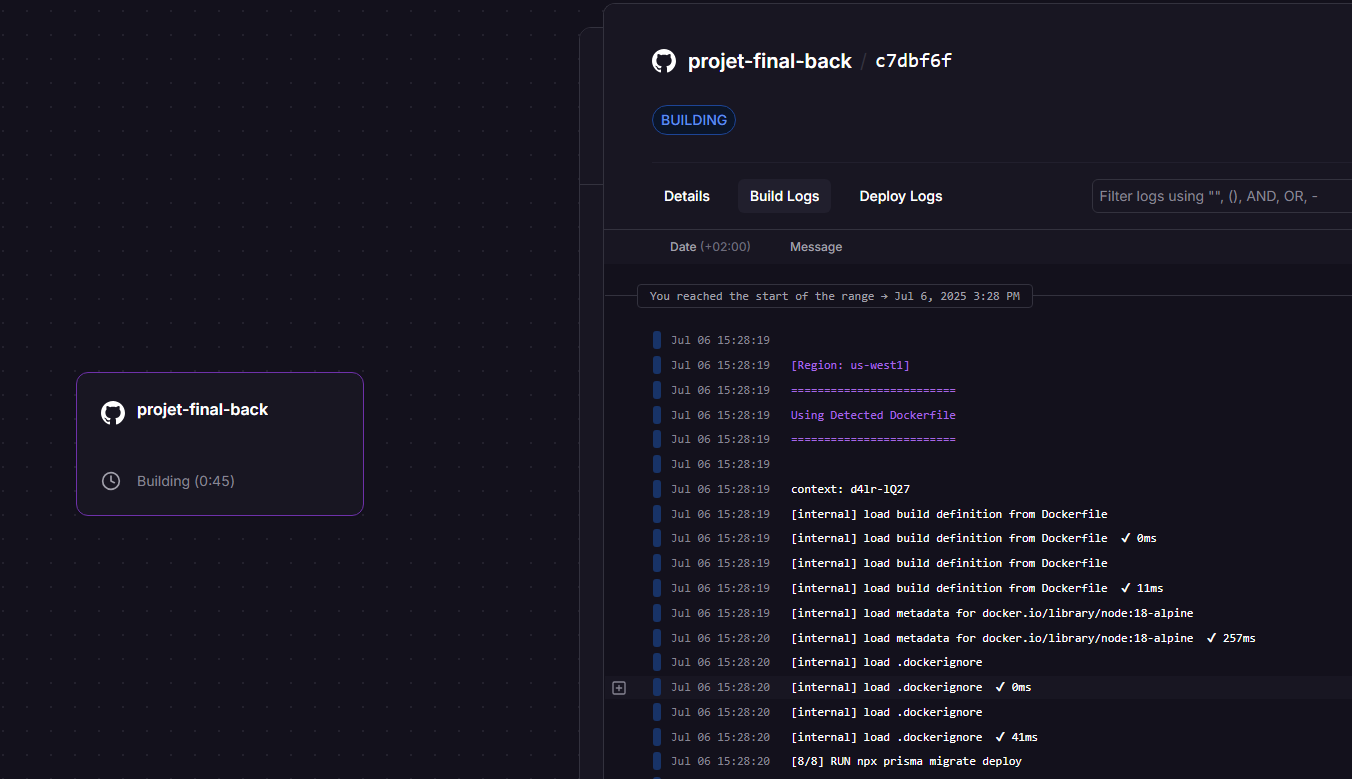 projet-final-back / c7dbf6f
BUILDING
Details Build Logs Deploy Logs Filter logs using "", (), AND, OR, -
Date (+02:00) Message
You reached the start of the range → Jul 6, 2025 3:28 PM
Jul 06 15:28:19
Jul 06 15:28:19 [Region: us-west1]
Jul 06 15:28:19 =========================
Jul 06 15:28:19 Using Detected Dockerfile
Jul 06 15:28:19 =========================
Jul 06 15:28:19
Jul 06 15:28:19 context: d4lr-lQ27
Jul 06 15:28:19 [internal] load build definition from Dockerfile
Jul 06 15:28:19 [internal] load build definition from Dockerfile ✓ 0ms
Jul 06 15:28:19 [internal] load build definition from Dockerfile
Jul 06 15:28:19 [internal] load build definition from Dockerfile ✓ 11ms
Jul 06 15:28:19 [internal] load metadata for docker.io/library/node:18-alpine
Jul 06 15:28:20 [internal] load metadata for docker.io/library/node:18-alpine ✓ 257ms
Jul 06 15:28:20 [internal] load .dockerignore
Jul 06 15:28:20 [internal] load .dockerignore ✓ 0ms
Jul 06 15:28:20 [internal] load .dockerignore
Jul 06 15:28:20 [internal] load .dockerignore ✓ 41ms
Jul 06 15:28:20 [8/8] RUN npx prisma migrate deploy
projet-final-back
Building (0:45)